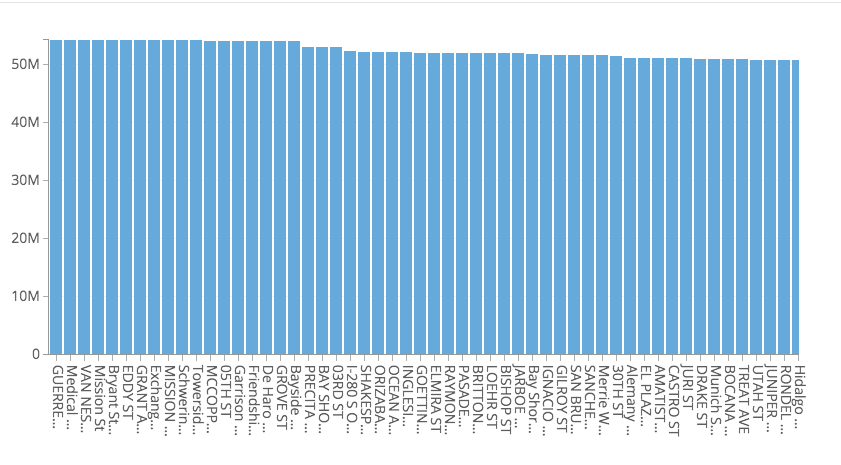 50M
40M
30M
20M
10M
0
GUERRE...
Medical ...
VAN NES...
Mission St
Bryant St...
EDDY ST
GRANT A...
Exchang...
MISSION ...
Schwerin...
Towersid...
MCCOPP...
05TH ST
Garrison ...
Friendshi...
De Haro ...
GROVE ST
Bayside ...
PRECITA ...
BAY SHO...
03RD ST
I-280 S O...
SHAKESP...
ORIZABA...
OCEAN A...
INGLESI...
GOETTIN...
ELMIRA ST
RAYMON...
PASADE...
BRITTON...
LOEHR ST
BISHOP ST
ARBOE ...
Bay Shor...
IGNACIO ...
GILROY ST
SAN BRU...
SANCHE...
Merrie W...
30TH ST
Alemany ...
EL PLAZ...
AMATIST...
CASTRO ST
JURI ST
DRAKE ST
Munich S...
BOCANA...
TREAT AVE
UTAH ST
JUNIPER ...
RONDEL ...
Hidalgo ...